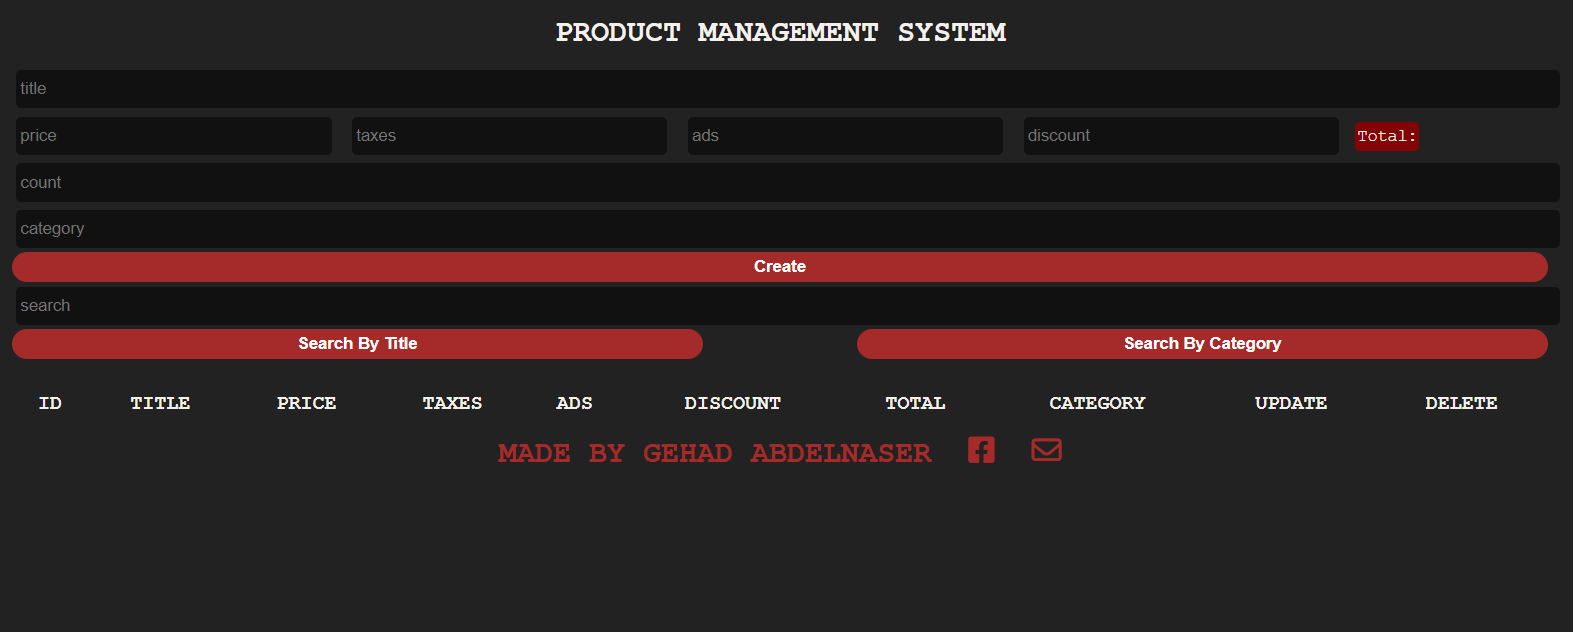 PRODUCT MANAGEMENT SYSTEM
title
price taxes ads discount Total:
count
category
Create
search
Search By Title Search By Category
ID TITLE PRICE TAXES ADS DISCOUNT TOTAL CATEGORY UPDATE DELETE
MADE BY GEHAD ABDELNASER